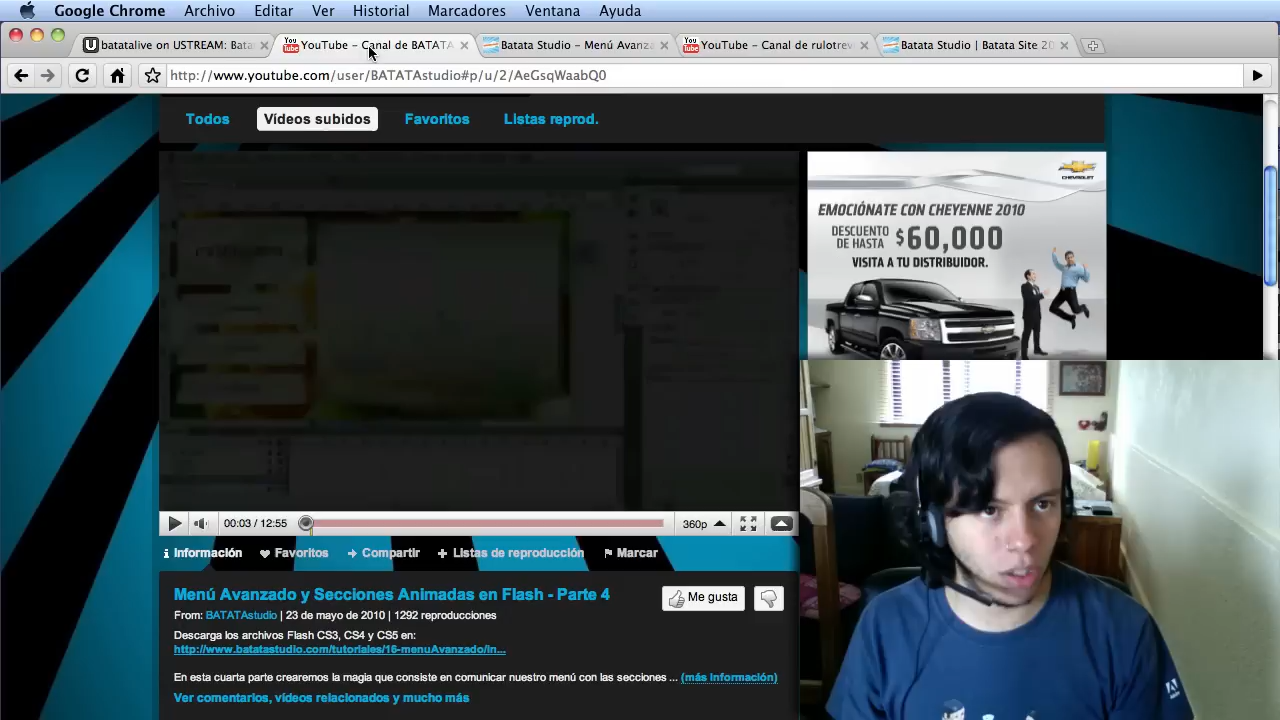 Google Chrome Archivo Editar Ver Historial Marcadores Ventana Ayuda
batatalive on USTREAM: Bata
YouTube - Canal de BATATA
Batata Studio - Menú Avanz
YouTube - Canal de rulotrev
Batata Studio | Batata Site 20
http://www.youtube.com/user/BATATAstudio#p/u/2/AeGsqWaabQ0
Todos Vídeos subidos Favoritos Listas reprod.
CHEVROLET
EMOCIÓNATE CON CHEYENNE 2010
DESCUENTO DE HASTA $60,000
VISITA A TU DISTRIBUIDOR.
00:03 / 12:55 360p
Información Favoritos Compartir Listas de reproducción Marcar
Menú Avanzado y Secciones Animadas en Flash - Parte 4
Me gusta
From: BATATAstudio | 23 de mayo de 2010 | 1292 reproducciones
Descarga los archivos Flash CS3, CS4 y CS5 en:
http://www.batatastudio.com/tutoriales/16-menuAvanzado/in...
En esta cuarta parte crearemos la magia que consiste en comunicar nuestro menú con las secciones ... (más información)
Ver comentarios, vídeos relacionados y mucho más